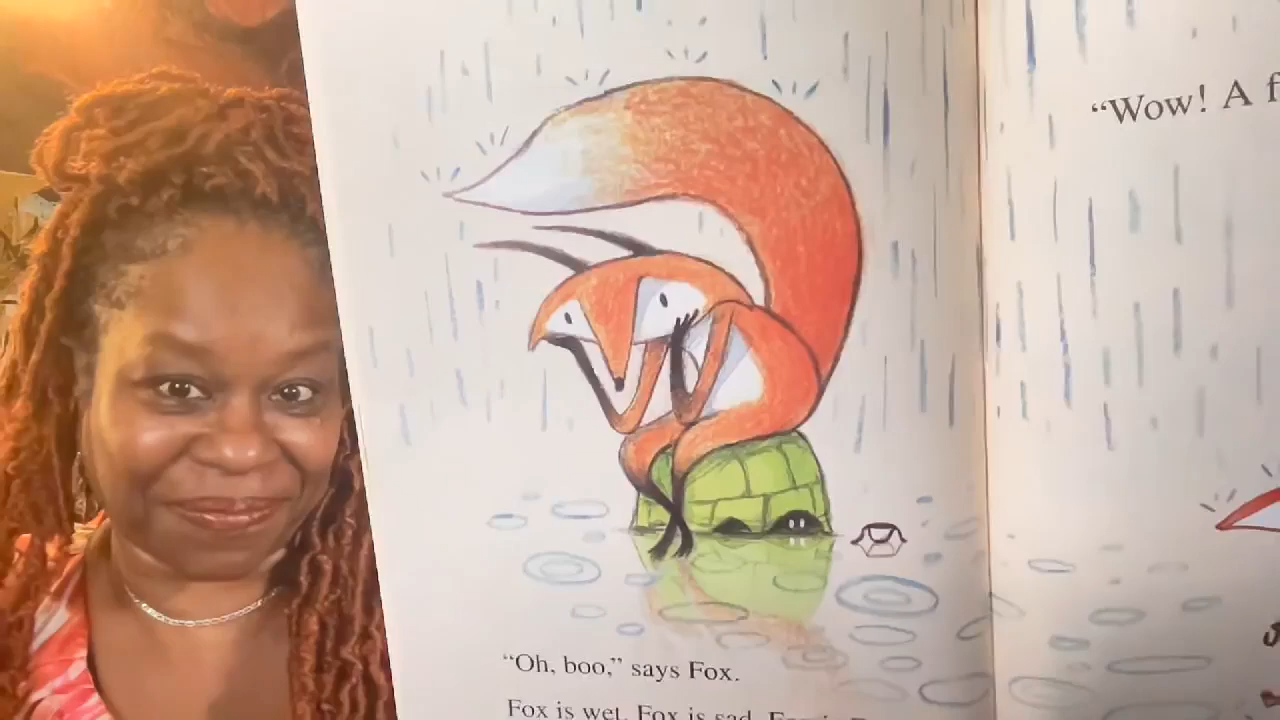 “Oh, boo,” says Fox.
Fox is wet. Fox is sad.
“Wow! A